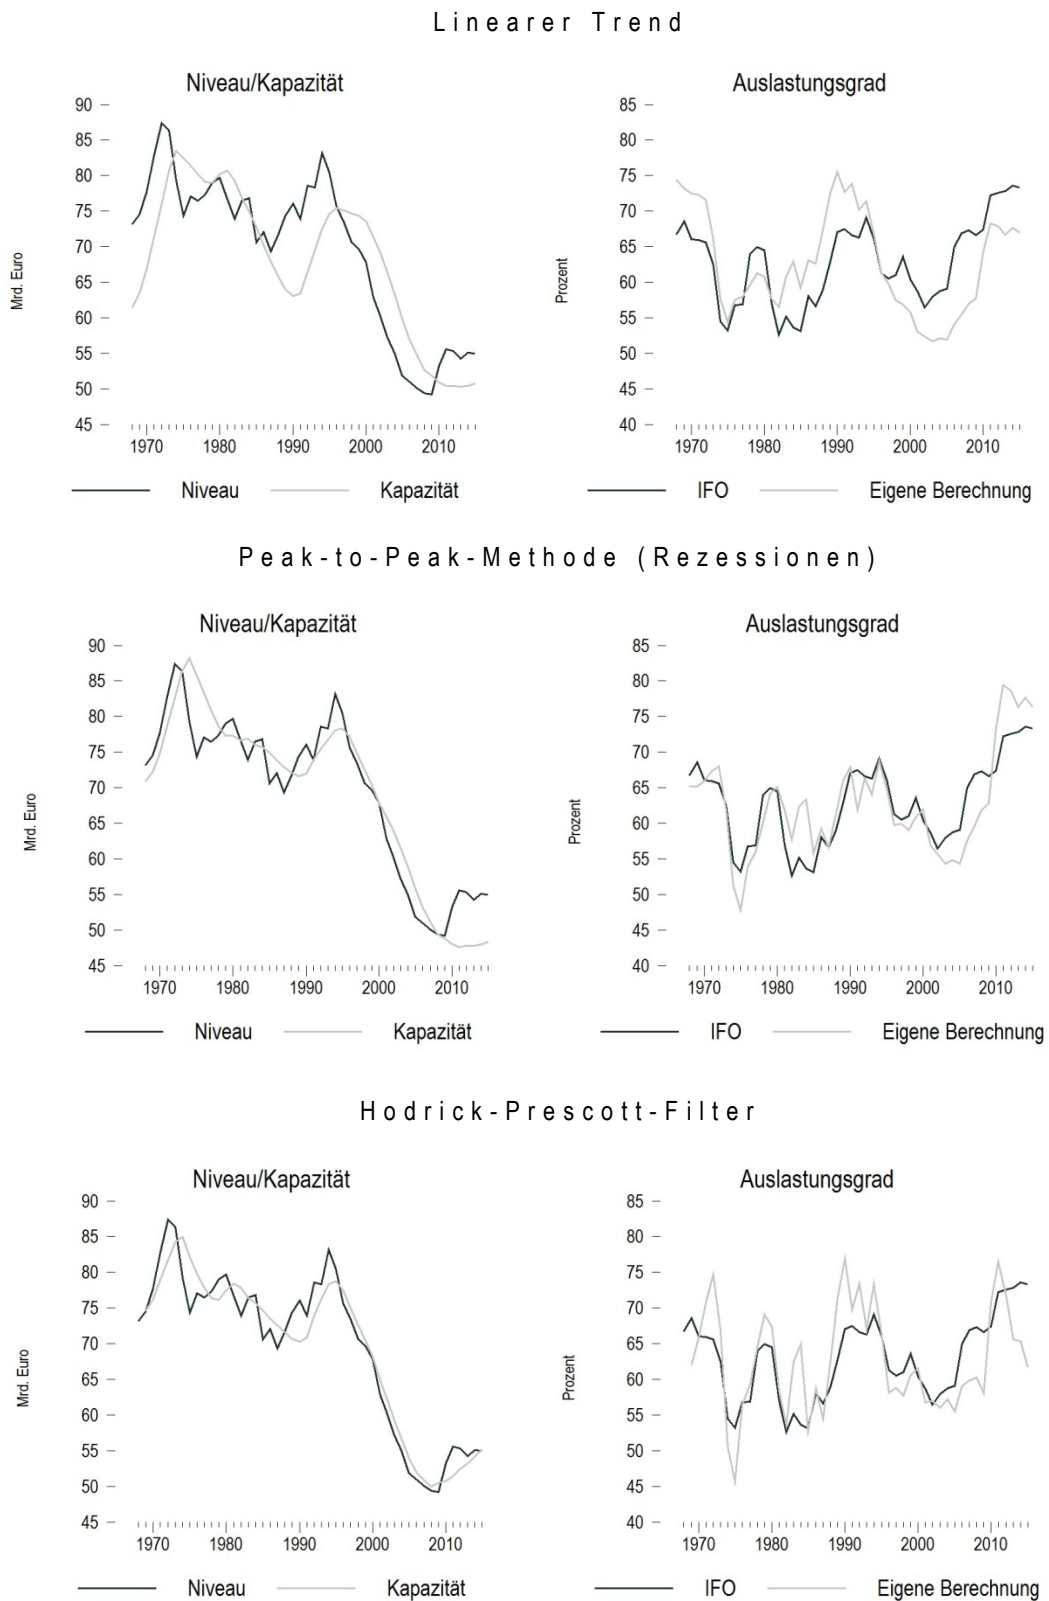 Linearer Trend
Niveau/Kapazität
Auslastungsgrad
90
85
80
75
70
65
60
55
50
45
Mrd. Euro
1970 1980 1990 2000 2010
Niveau Kapazität
85
80
75
70
65
60
55
50
45
40
Prozent
1970 1980 1990 2000 2010
IFO Eigene Berechnung
Peak-to-Peak-Methode (Rezessionen)
Niveau/Kapazität
Auslastungsgrad
90
85
80
75
70
65
60
55
50
45
Mrd. Euro
1970 1980 1990 2000 2010
Niveau Kapazität
85
80
75
70
65
60
55
50
45
40
Prozent
1970 1980 1990 2000 2010
IFO Eigene Berechnung
Hodrick-Prescott-Filter
Niveau/Kapazität
Auslastungsgrad
90
85
80
75
70
65
60
55
50
45
Mrd. Euro
1970 1980 1990 2000 2010
Niveau Kapazität
85
80
75
70
65
60
55
50
45
40
Prozent
1970 1980 1990 2000 2010
IFO Eigene Berechnung